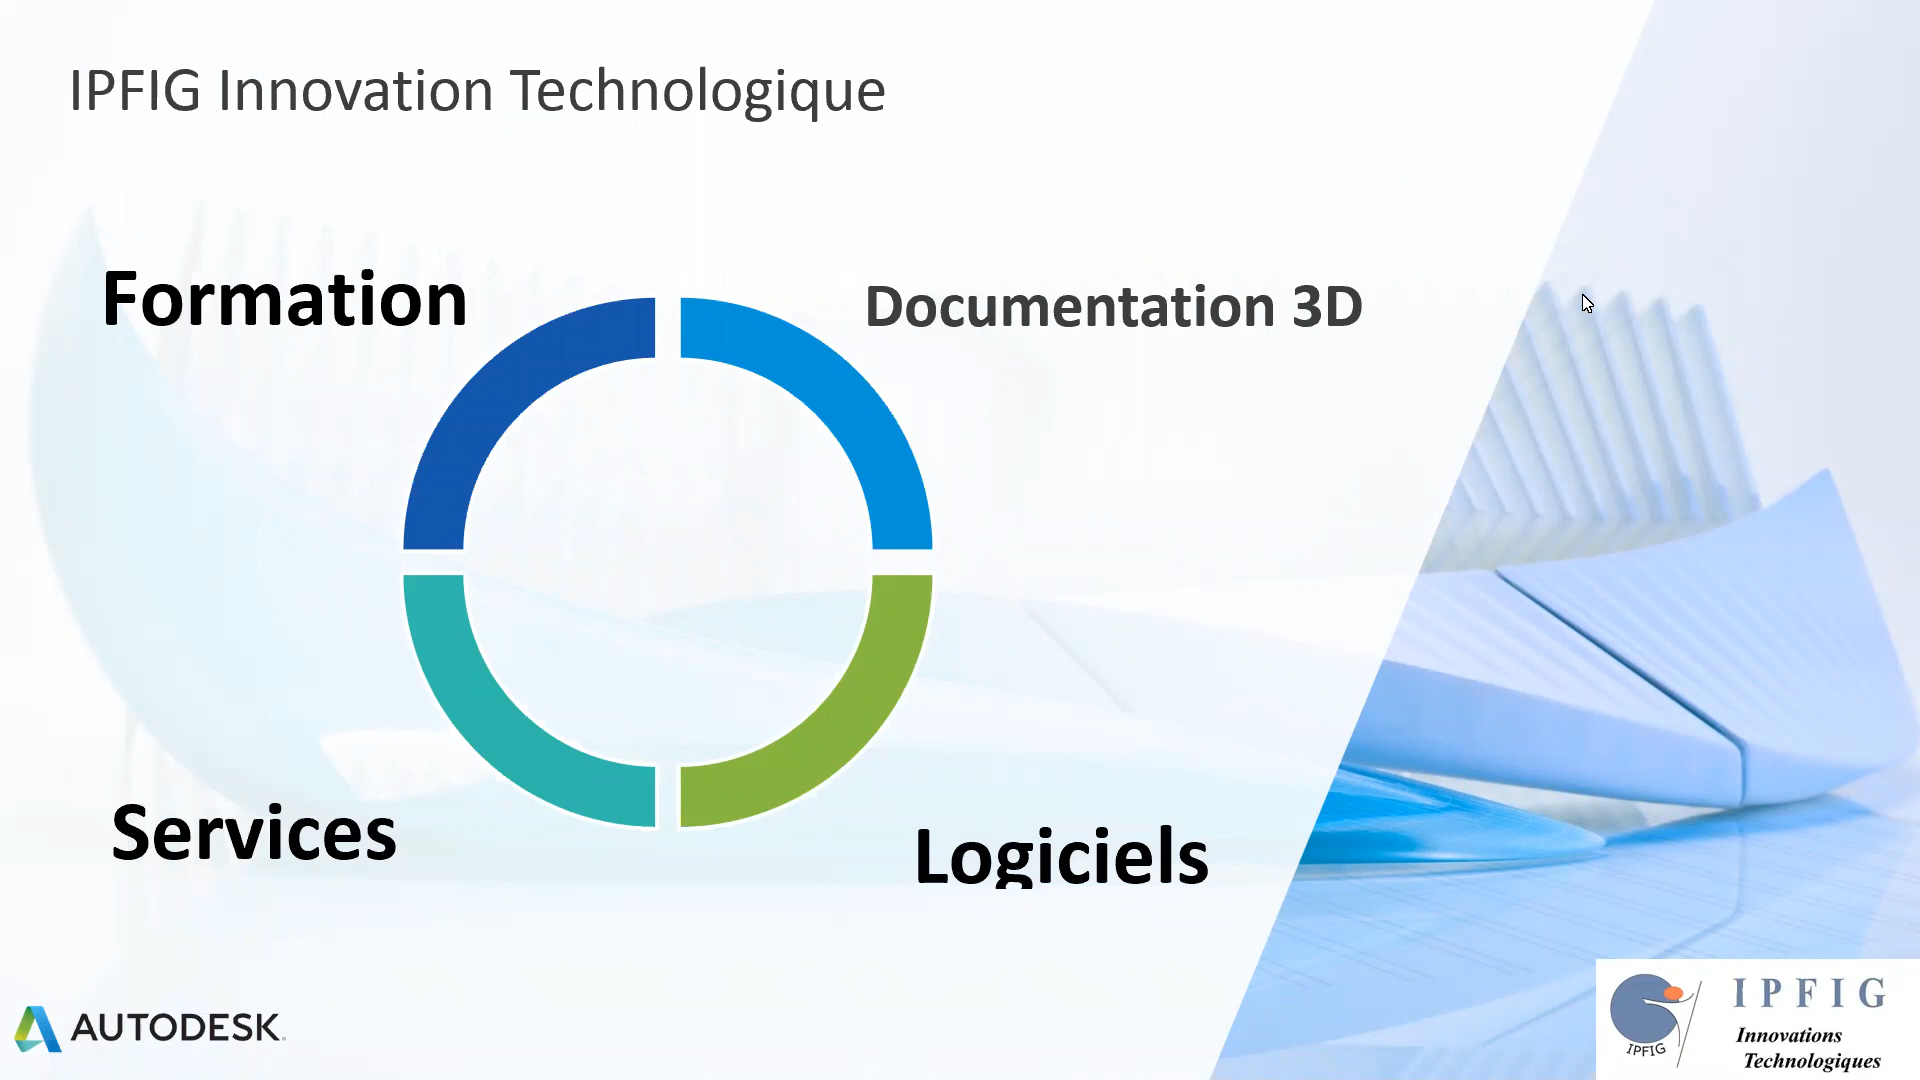 IPFIG Innovation Technologique
Formation
Documentation 3D
Services
Logiciels
AUTODESK.
IPFIG
IPFIG
Innovations
Technologiques